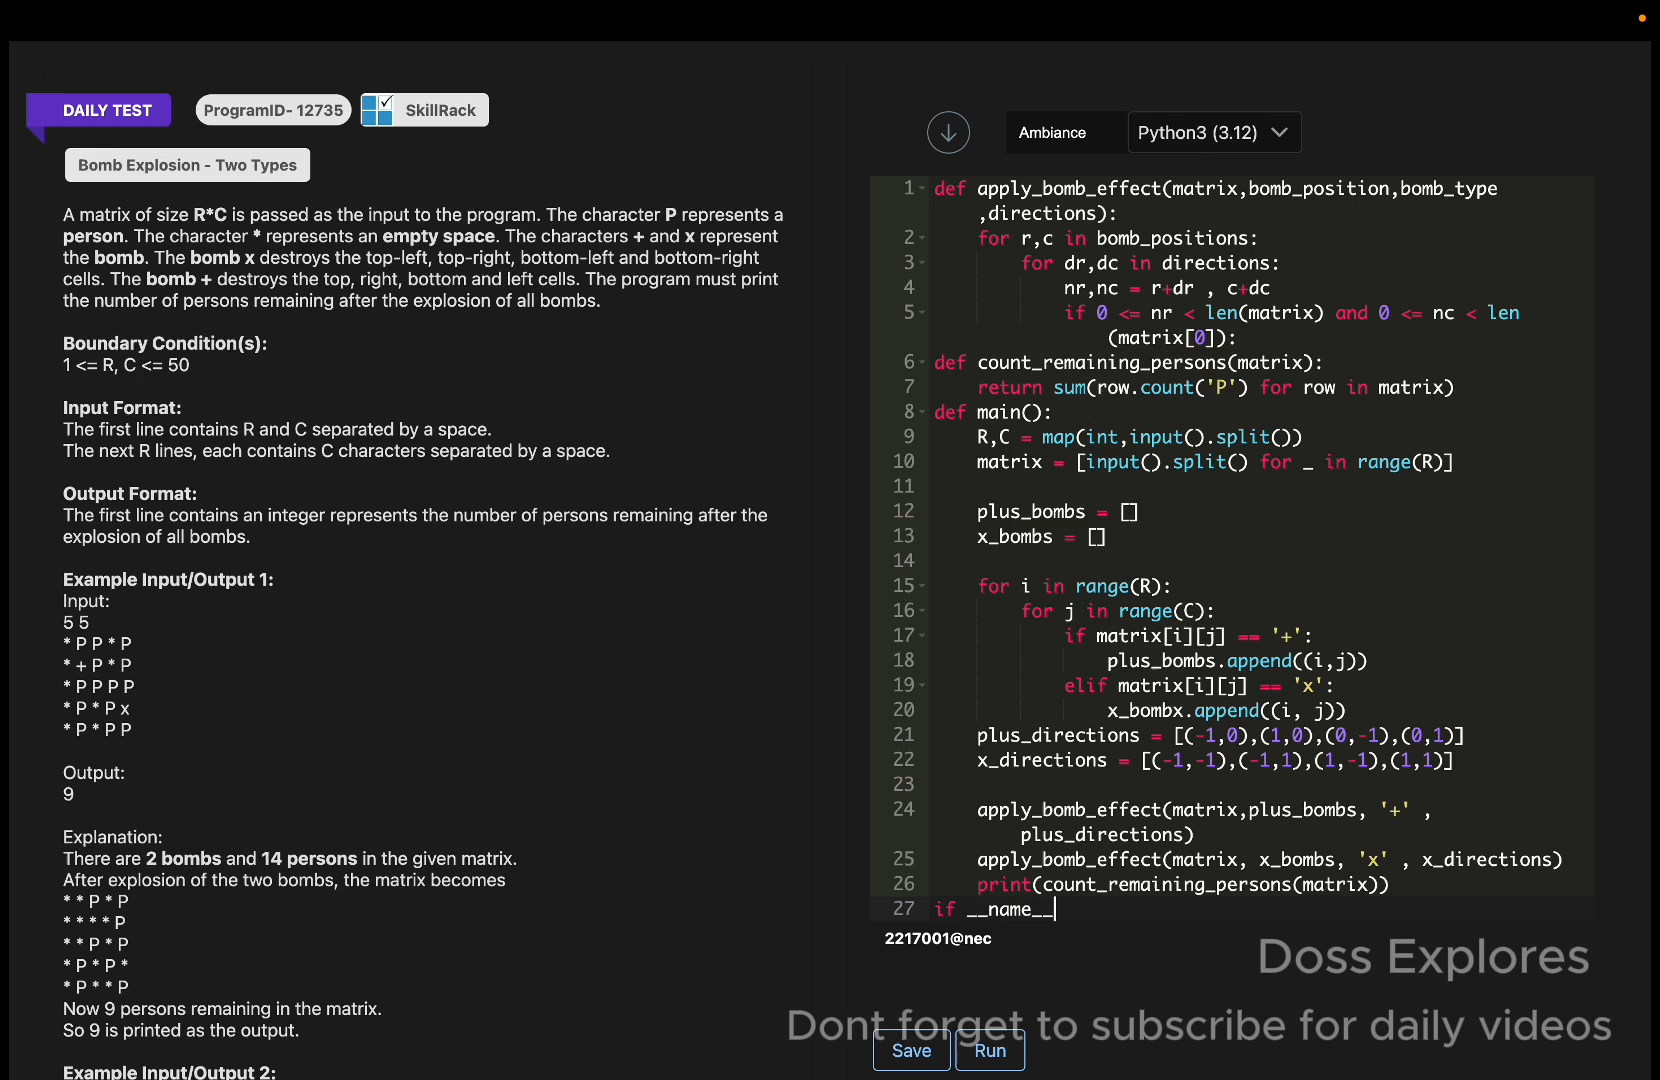 DAILY TEST
ProgramID- 12735
SkillRack
Bomb Explosion - Two Types
A matrix of size R*C is passed as the input to the program. The character P represents a
person. The character * represents an empty space. The characters + and x represent
the bomb. The bomb x destroys the top-left, top-right, bottom-left and bottom-right
cells. The bomb + destroys the top, right, bottom and left cells. The program must print
the number of persons remaining after the explosion of all bombs.
Boundary Condition(s):
1 <= R, C <= 50
Input Format:
The first line contains R and C separated by a space.
The next R lines, each contains C characters separated by a space.
Output Format:
The first line contains an integer represents the number of persons remaining after the
explosion of all bombs.
Example Input/Output 1:
Input:
5 5
* P P * P
* + P * P
* P P P P
* P * P x
* P * P P
Output:
9
Explanation:
There are 2 bombs and 14 persons in the given matrix.
After explosion of the two bombs, the matrix becomes
* * P * P
* * * * P
* * P * P
* P * P *
* P * * P
Now 9 persons remaining in the matrix.
So 9 is printed as the output.
Example Input/Output 2:
Ambiance
Python3 (3.12)
1 def apply_bomb_effect(matrix,bomb_position,bomb_type
,directions):
2 for r,c in bomb_positions:
3 for dr,dc in directions:
4 nr,nc = r+dr , c+dc
5 if 0 <= nr < len(matrix) and 0 <= nc < len
(matrix[0]):
6 def count_remaining_persons(matrix):
7 return sum(row.count('P') for row in matrix)
8 def main():
9 R,C = map(int,input().split())
10 matrix = [input().split() for _ in range(R)]
11
12 plus_bombs = []
13 x_bombs = []
14
15 for i in range(R):
16 for j in range(C):
17 if matrix[i][j] == '+':
18 plus_bombs.append((i,j))
19 elif matrix[i][j] == 'x':
20 x_bombx.append((i, j))
21 plus_directions = [(-1,0),(1,0),(0,-1),(0,1)]
22 x_directions = [(-1,-1),(-1,1),(1,-1),(1,1)]
23
24 apply_bomb_effect(matrix,plus_bombs, '+' ,
plus_directions)
25 apply_bomb_effect(matrix, x_bombs, 'x' , x_directions)
26 print(count_remaining_persons(matrix))
27 if __name__
2217001@nec
Doss Explores
Dont forget to subscribe for daily videos
Save
Run